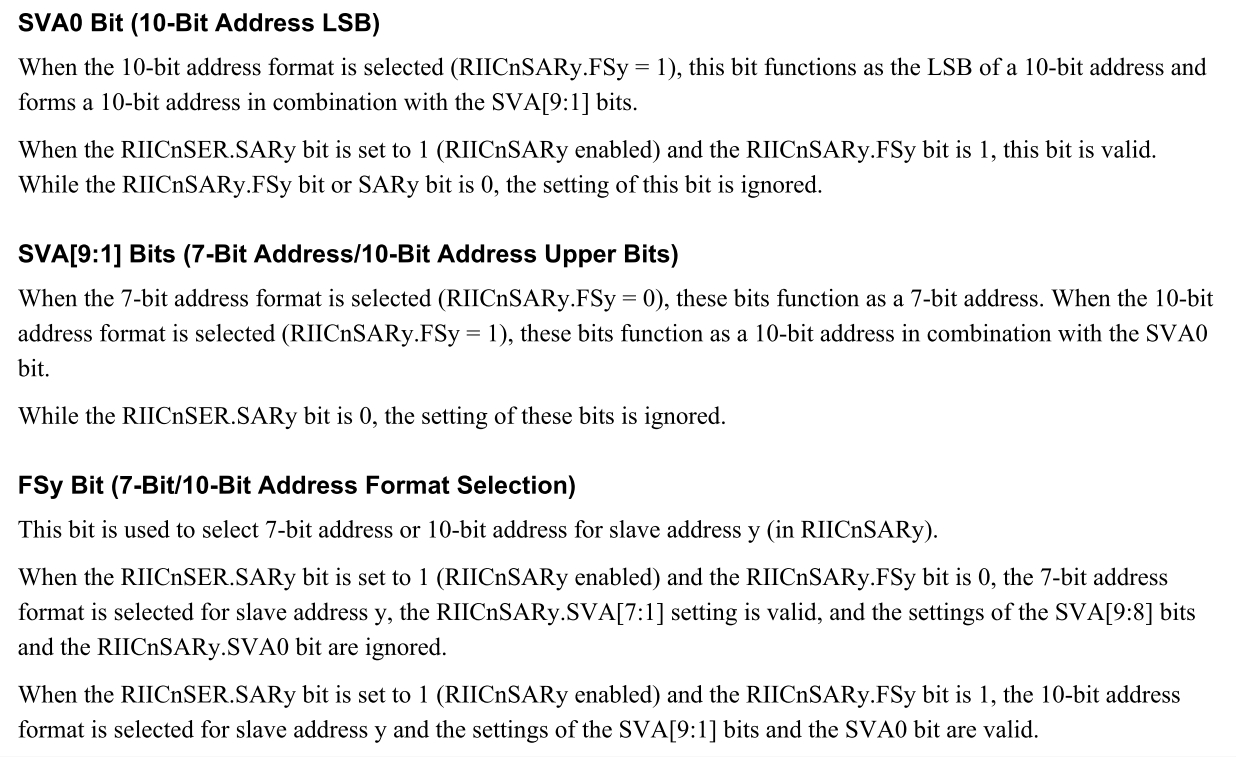 SVA0 Bit (10-Bit Address LSB)
When the 10-bit address format is selected (RIICnSARy.FSy = 1), this bit functions as the LSB of a 10-bit address and
forms a 10-bit address in combination with the SVA[9:1] bits.
When the RIICnSER.SARy bit is set to 1 (RIICnSARy enabled) and the RIICnSARy.FSy bit is 1, this bit is valid.
While the RIICnSARy.FSy bit or SARy bit is 0, the setting of this bit is ignored.
SVA[9:1] Bits (7-Bit Address/10-Bit Address Upper Bits)
When the 7-bit address format is selected (RIICnSARy.FSy = 0), these bits function as a 7-bit address. When the 10-bit
address format is selected (RIICnSARy.FSy = 1), these bits function as a 10-bit address in combination with the SVA0
bit.
While the RIICnSER.SARy bit is 0, the setting of these bits is ignored.
FSy Bit (7-Bit/10-Bit Address Format Selection)
This bit is used to select 7-bit address or 10-bit address for slave address y (in RIICnSARy).
When the RIICnSER.SARy bit is set to 1 (RIICnSARy enabled) and the RIICnSARy.FSy bit is 0, the 7-bit address
format is selected for slave address y, the RIICnSARy.SVA[7:1] setting is valid, and the settings of the SVA[9:8] bits
and the RIICnSARy.SVA0 bit are ignored.
When the RIICnSER.SARy bit is set to 1 (RIICnSARy enabled) and the RIICnSARy.FSy bit is 1, the 10-bit address
format is selected for slave address y and the settings of the SVA[9:1] bits and the SVA0 bit are valid.